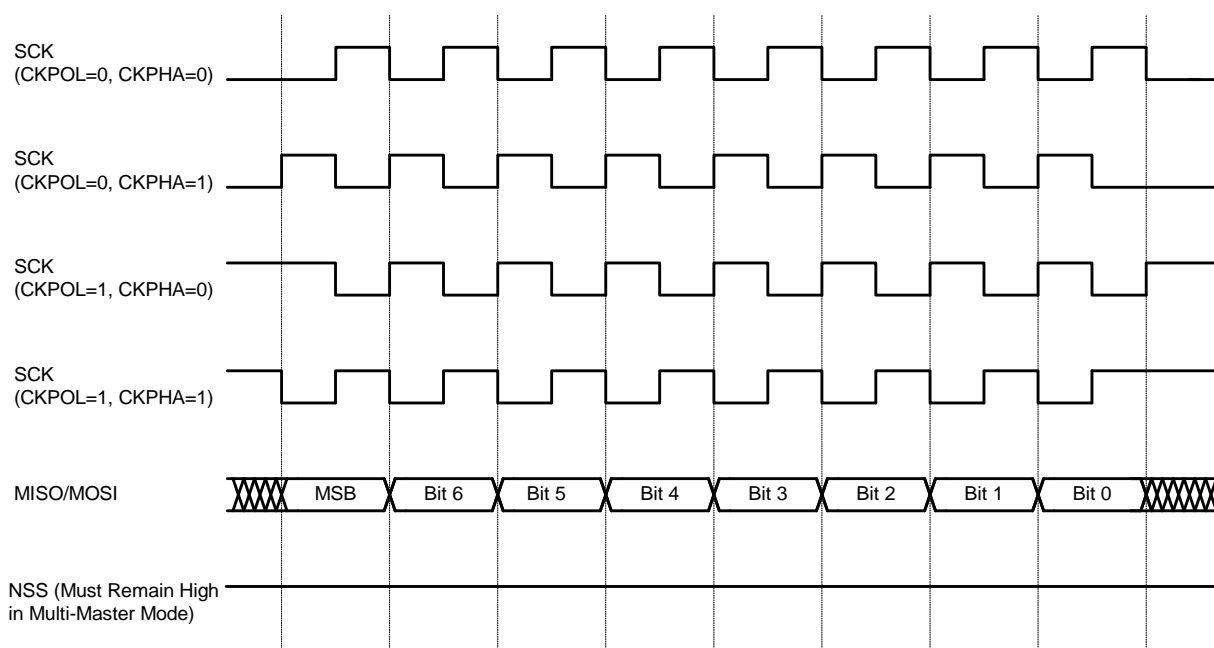 SCK
(CKPOL=0, CKPHA=0)
SCK
(CKPOL=0, CKPHA=1)
SCK
(CKPOL=1, CKPHA=0)
SCK
(CKPOL=1, CKPHA=1)
MISO/MOSI MSB Bit 6 Bit 5 Bit 4 Bit 3 Bit 2 Bit 1 Bit 0
NSS (Must Remain High
in Multi-Master Mode)